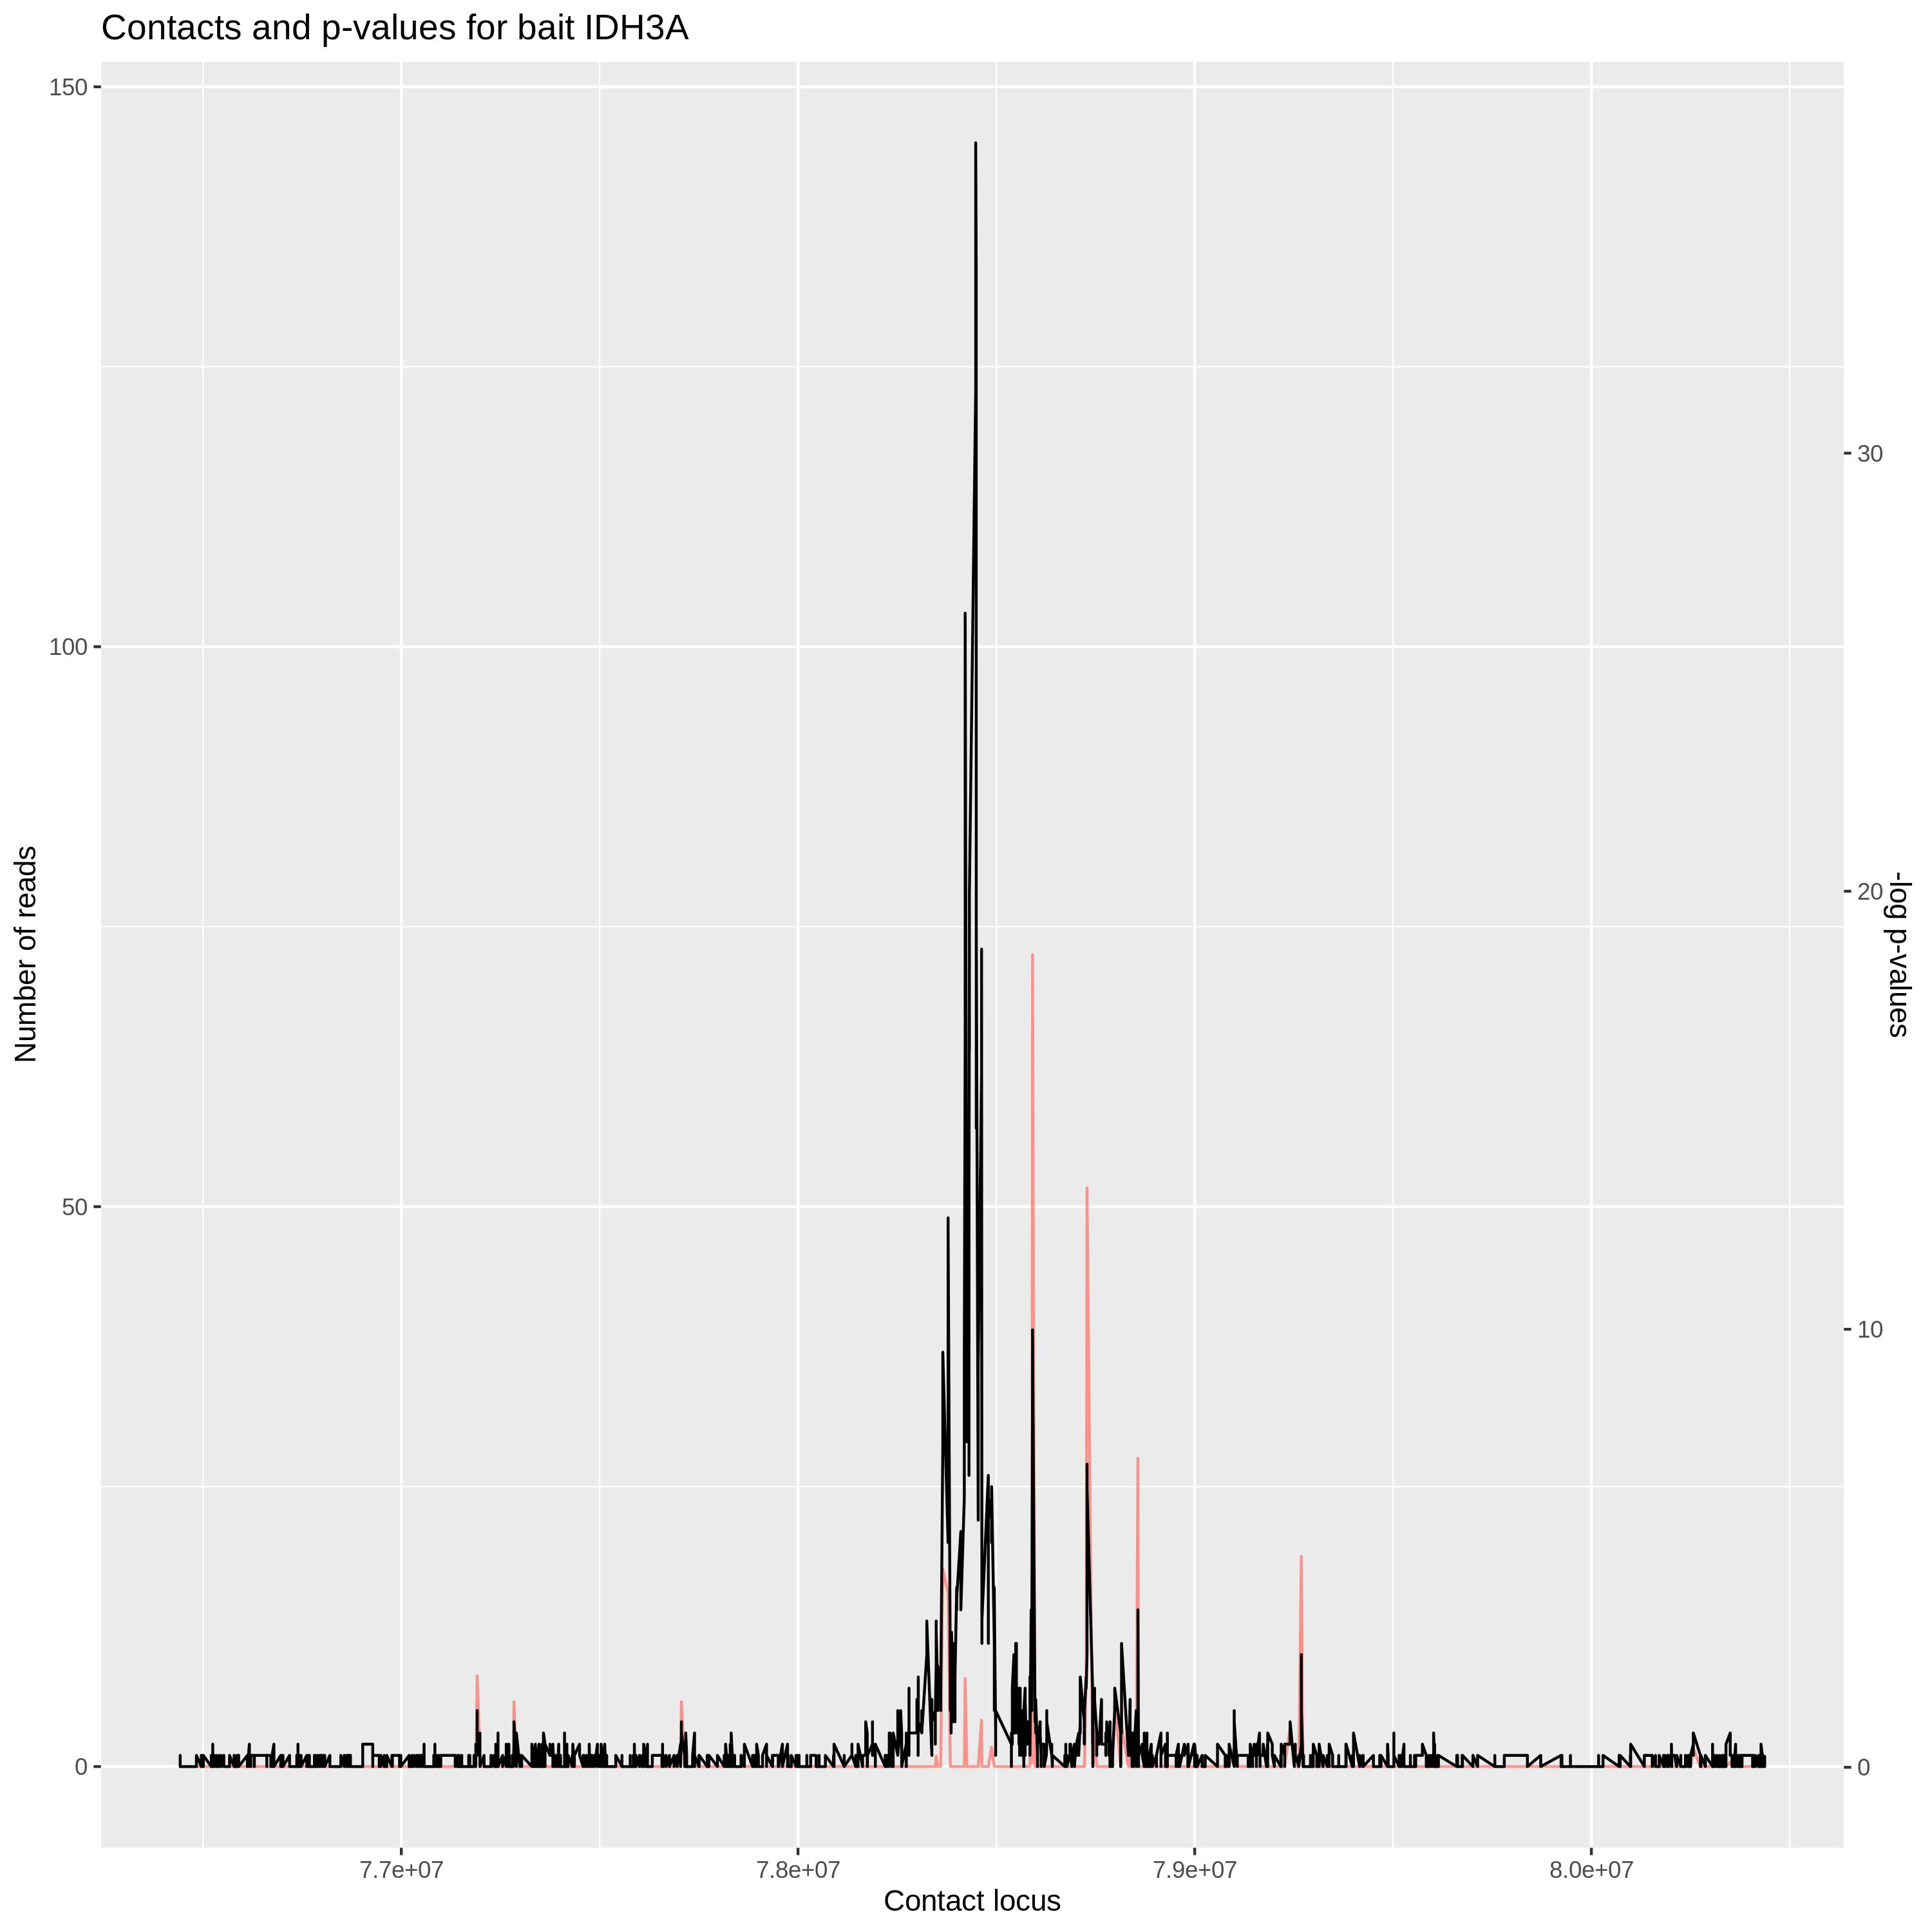 Contacts and p-values for bait IDH3A
150
100
50
0
Number of reads
30
20
10
0
-log p-values
7.7e+07 7.8e+07 7.9e+07 8.0e+07
Contact locus